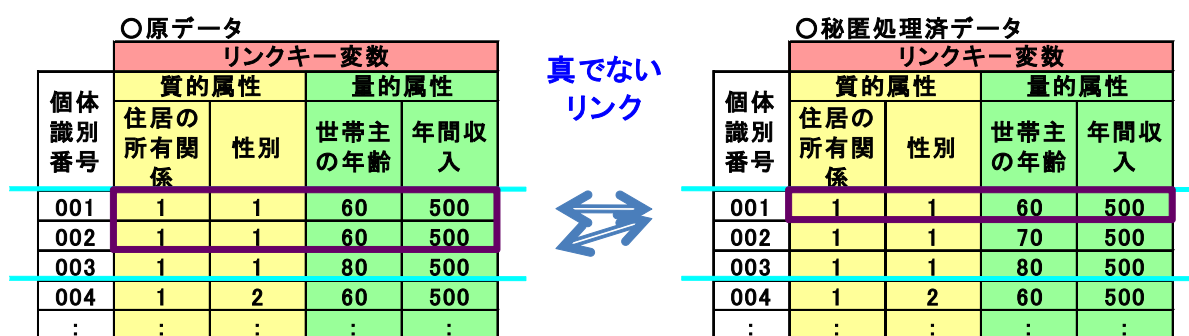 ○原データ
リンクキー変数
個体識別番号 質的属性 量的属性
住居の所有関係 性別 世帯主の年齢 年間収入
001 1 1 60 500
002 1 1 60 500
003 1 1 80 500
004 1 2 60 500
： ： ： ： ：
真でない
リンク
○秘匿処理済データ
リンクキー変数
個体識別番号 質的属性 量的属性
住居の所有関係 性別 世帯主の年齢 年間収入
001 1 1 60 500
002 1 1 70 500
003 1 1 80 500
004 1 2 60 500
： ： ： ： ：